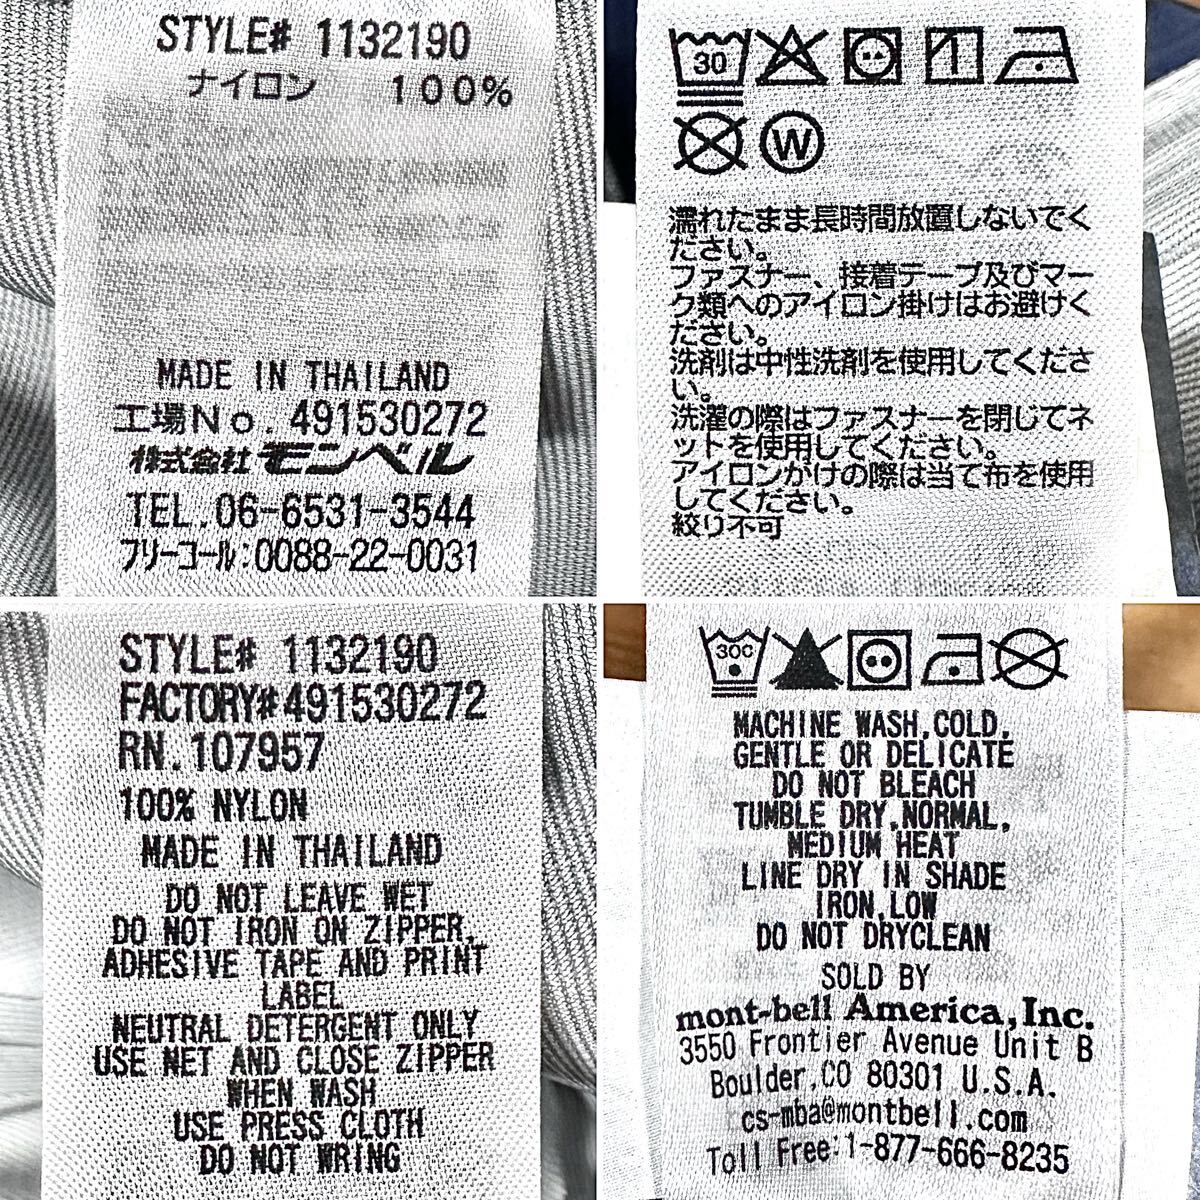 STYLE# 1132190
ナイロン 100%
MADE IN THAILAND
工場No. 491530272
株式会社モンベル
TEL.06-6531-3544
フリーコール:0088-22-0031
30
W
濡れたまま長時間放置しないでく
ださい。
ファスナー、接着テープ及びマー
ク類へのアイロン掛けはお避けく
ださい。
洗剤は中性洗剤を使用してくださ
い。
洗濯の際はファスナーを閉じてネ
ットを使用してください。
アイロンがけの際は当て布を使用
してください。
絞り不可
STYLE# 1132190
FACTORY#491530272
RN.107957
100% NYLON
MADE IN THAILAND
DO NOT LEAVE WET
DO NOT IRON ON ZIPPER,
ADHESIVE TAPE AND PRINT
LABEL
NEUTRAL DETERGENT ONLY
USE NET AND CLOSE ZIPPER
WHEN WASH
USE PRESS CLOTH
DO NOT WRING
30C
MACHINE WASH,COLD,
GENTLE OR DELICATE
DO NOT BLEACH
TUMBLE DRY,NORMAL,
MEDIUM HEAT
LINE DRY IN SHADE
IRON,LOW
DO NOT DRYCLEAN
SOLD BY
mont-bell America,Inc.
3550 Frontier Avenue Unit B
Boulder,CO 80301 U.S.A.
cs-mba@montbell.com
Toll Free:1-877-666-8235